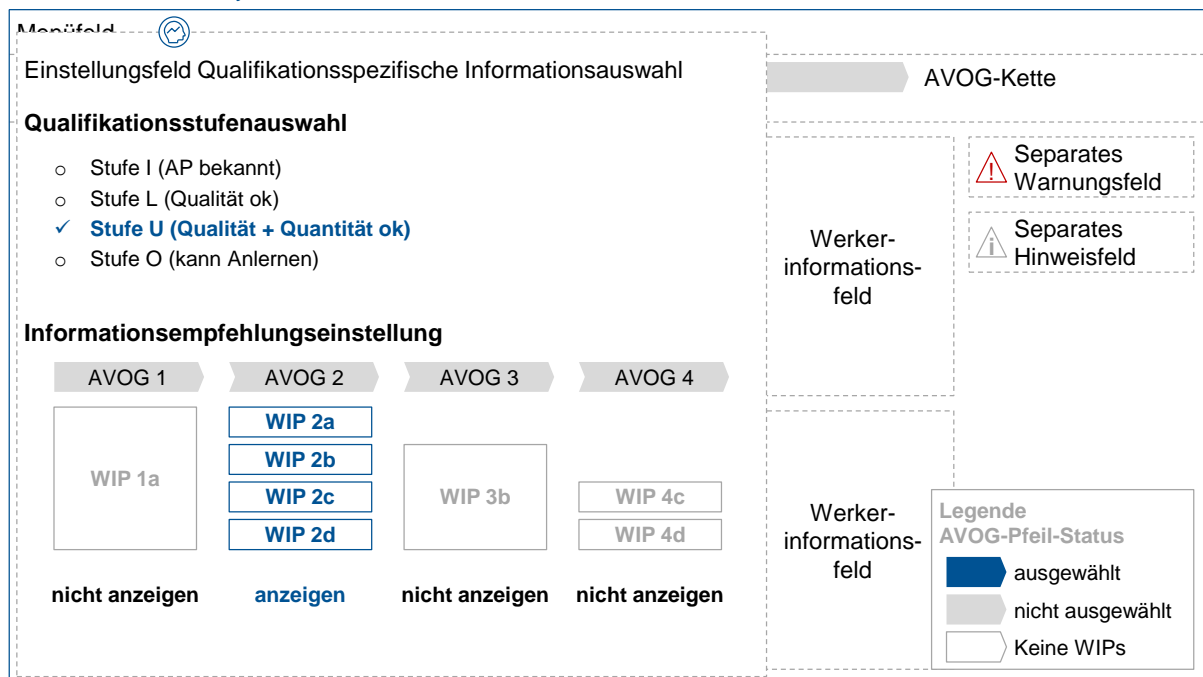 Menüfeld
Einstellungsfeld Qualifikationsspezifische Informationsauswahl
AVOG-Kette
Qualifikationsstufenauswahl
Stufe I (AP bekannt)
Stufe L (Qualität ok)
Stufe U (Qualität + Quantität ok)
Stufe O (kann Anlernen)
Werker-
informations-
feld
Separates
Warnungsfeld
Separates
Hinweisfeld
Informationsempfehlungseinstellung
AVOG 1
AVOG 2
AVOG 3
AVOG 4
WIP 1a
WIP 2a
WIP 2b
WIP 2c
WIP 2d
WIP 3b
WIP 4c
WIP 4d
nicht anzeigen
anzeigen
nicht anzeigen
nicht anzeigen
Werker-
informations-
feld
Legende
AVOG-Pfeil-Status
ausgewählt
nicht ausgewählt
Keine WIPs